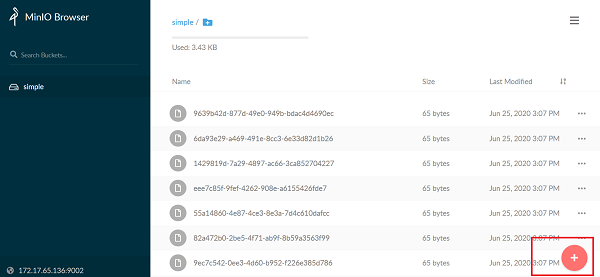 MinIO Browser
Search Buckets...
simple
172.17.65.136:9002
simple /
Used: 3.43 KB
Name Size Last Modified
9639b42d-877d-49e0-949b-bdac4d4690ec 65 bytes Jun 25, 2020 3:07 PM
6da93e29-a469-491e-8cc3-6e33d82d1b26 65 bytes Jun 25, 2020 3:07 PM
1429819d-7a29-4897-ac66-3ca852704227 65 bytes Jun 25, 2020 3:07 PM
eee7c85f-9fef-4262-908e-a6155426fde7 65 bytes Jun 25, 2020 3:07 PM
55a14860-4e87-4ce3-8e3a-7d4c610dafcc 65 bytes Jun 25, 2020 3:07 PM
82a472b0-2be5-4f71-ab9f-8b59a3563f99 65 bytes Jun 25, 2020 3:07 PM
9ec7c542-0ee3-4d60-b952-f226e385d786 65 bytes Jun 25, 2020 3:07 PM